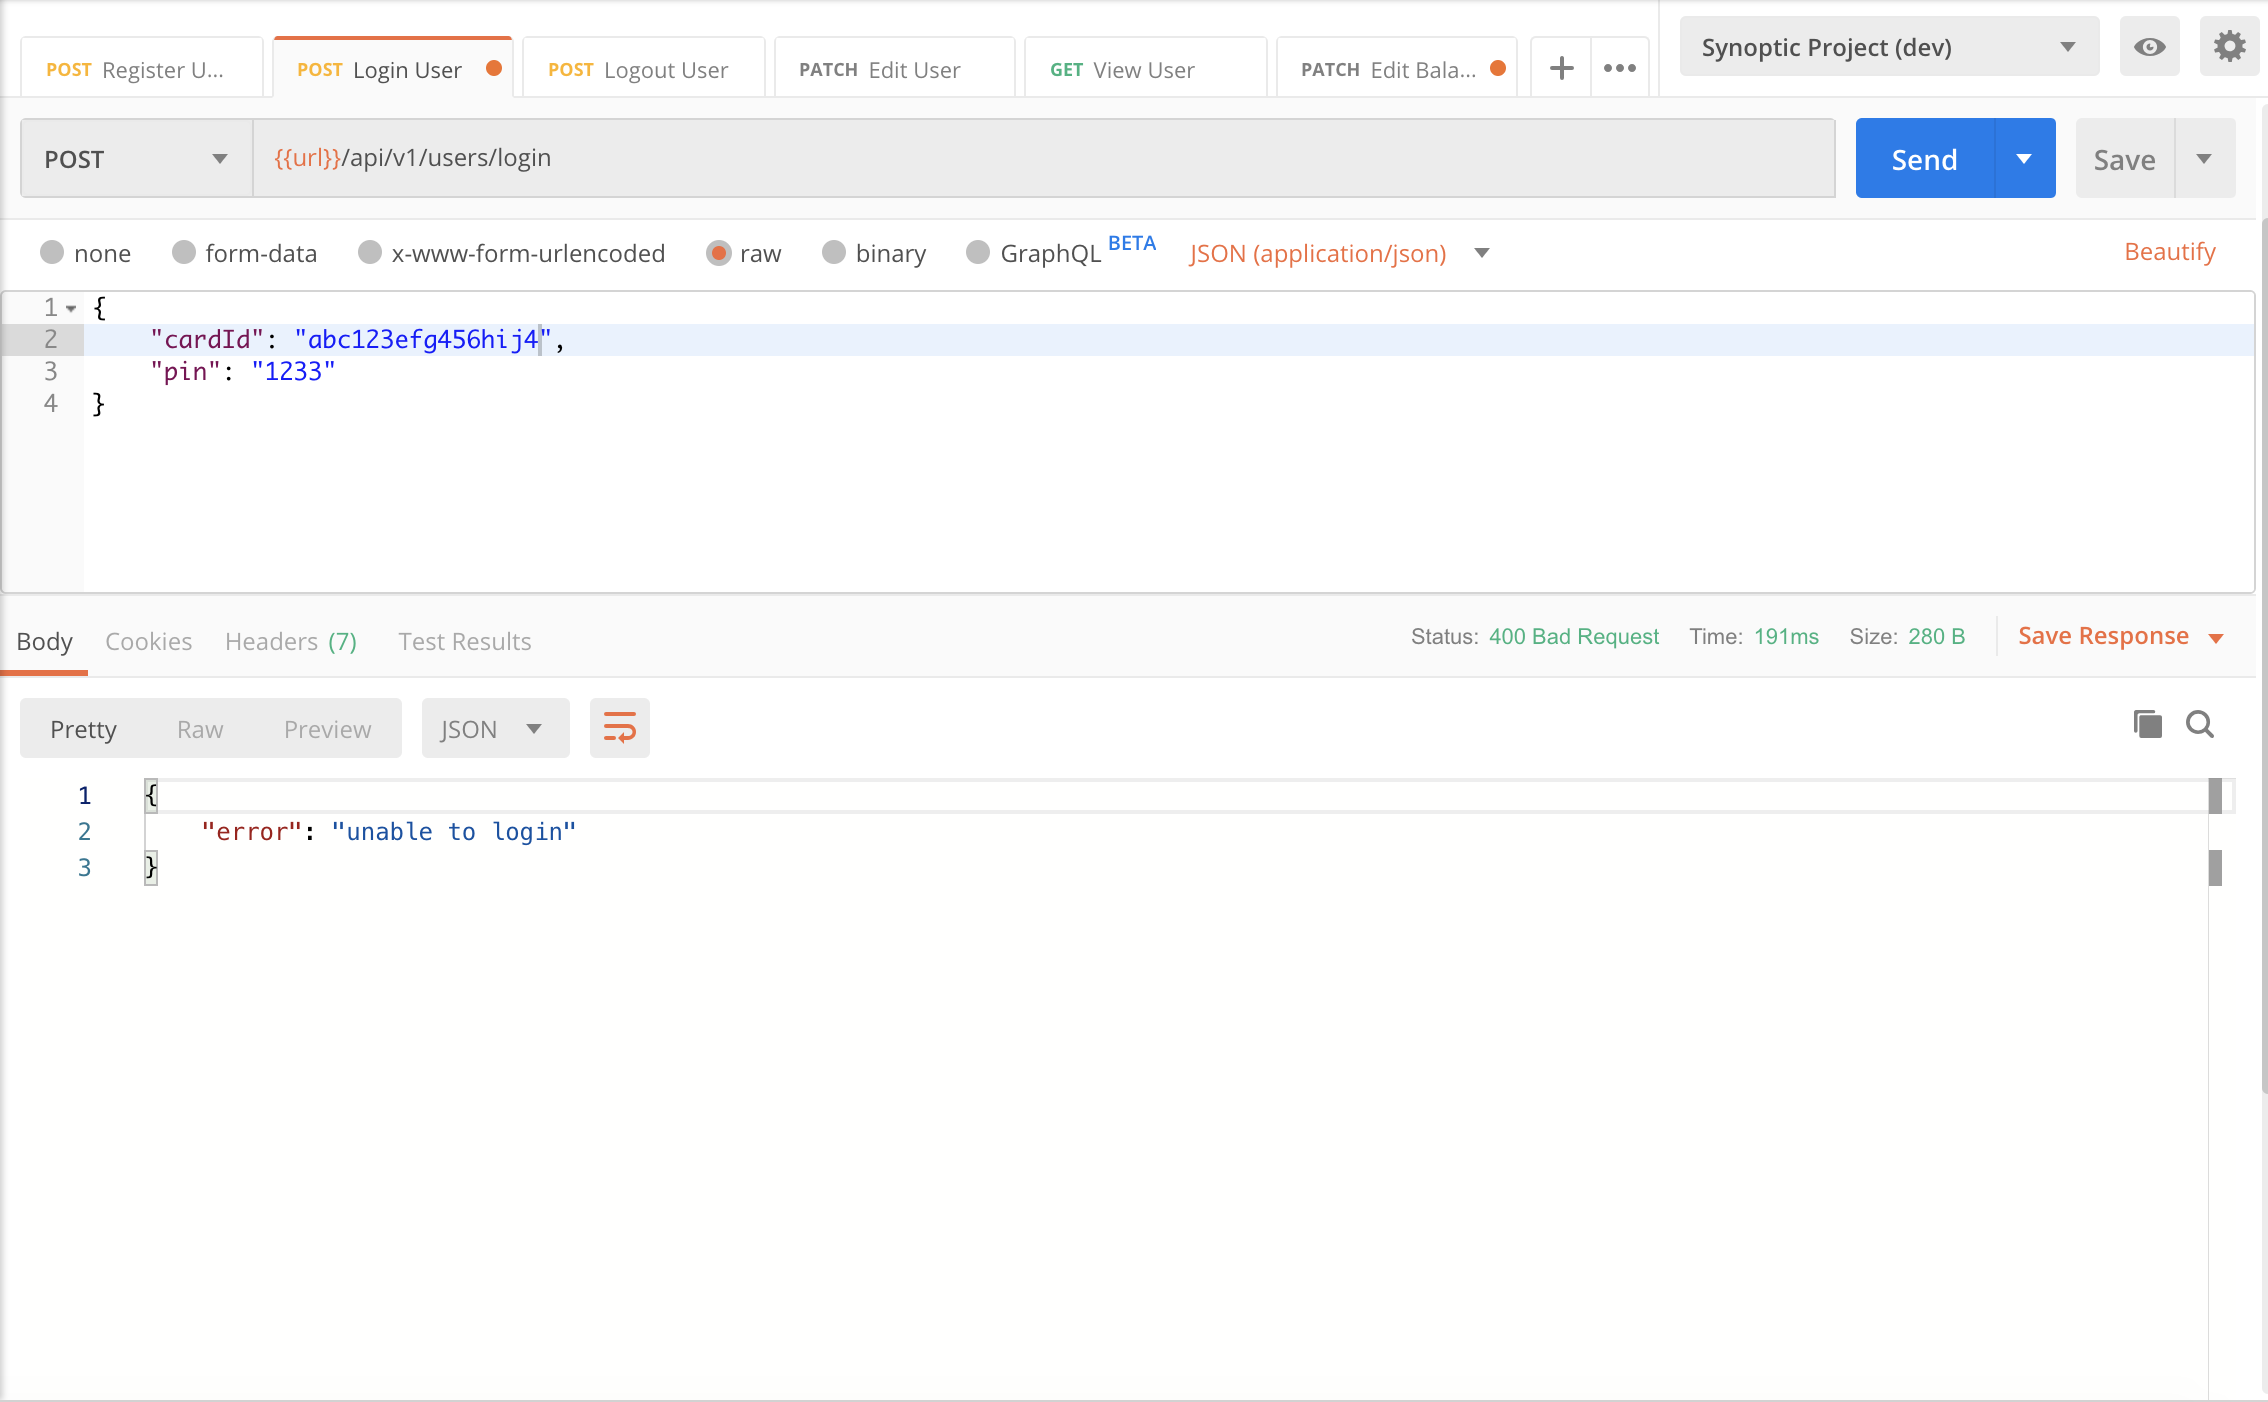 POST Register U... POST Login User POST Logout User PATCH Edit User GET View User PATCH Edit Bala... Synoptic Project (dev)
POST {{url}}/api/v1/users/login Send Save
none form-data x-www-form-urlencoded raw binary GraphQL BETA JSON (application/json) Beautify
1 {
2 "cardId": "abc123efg456hij4",
3 "pin": "1233"
4 }
Body Cookies Headers (7) Test Results Status: 400 Bad Request Time: 191ms Size: 280 B Save Response
Pretty Raw Preview JSON
1 {
2 "error": "unable to login"
3 }